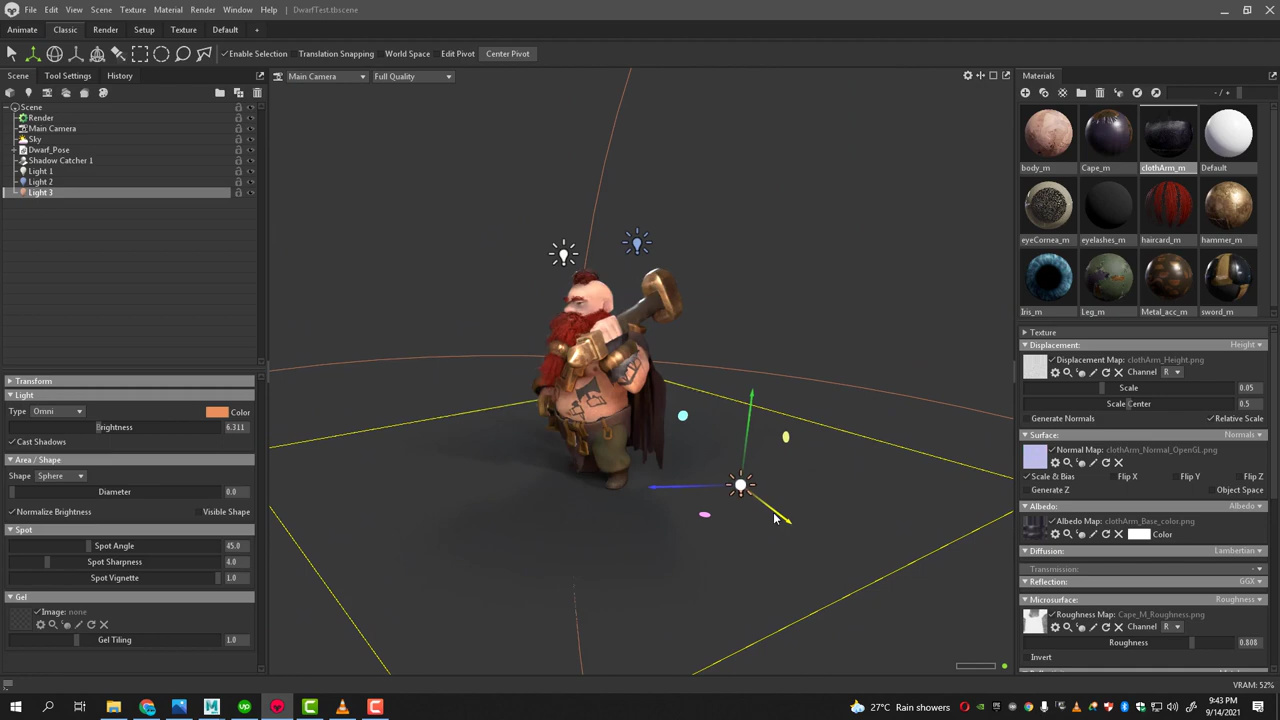 File Edit View Scene Texture Material Render Window Help DwarfTest.tbscene
Animate Classic Render Setup Texture Default +
Enable Selection Translation Snapping World Space Edit Pivot Center Pivot
Scene Tool Settings History
Main Camera Full Quality
Materials
- / +
Scene
Render
Main Camera
Sky
Dwarf_Pose
Shadow Catcher 1
Light 1
Light 2
Light 3
body_m Cape_m clothArm_m Default
eyeCornea_m eyelashes_m haircard_m hammer_m
Iris_m Leg_m Metal_acc_m sword_m
Transform
Light
Type Omni Color
Brightness 6.311
Cast Shadows
Area / Shape
Shape Sphere
Diameter 0.0
Normalize Brightness Visible Shape
Spot
Spot Angle 45.0
Spot Sharpness 4.0
Spot Vignette 1.0
Gel
Image: none
Gel Tiling 1.0
Texture
Displacement: Height
Displacement Map: clothArm_Height.png
Channel R
Scale 0.05
Scale Center 0.5
Generate Normals Relative Scale
Surface: Normals
Normal Map: clothArm_Normal_OpenGL.png
Scale & Bias Flip X Flip Y Flip Z
Generate Z Object Space
Albedo: Albedo
Albedo Map: clothArm_Base_color.png
Color
Diffusion: Lambertian
Transmission: -
Reflection: GGX
Microsurface: Roughness
Roughness Map: Cape_M_Roughness.png
Channel R
Roughness 0.808
Invert
VRAM: 52%
27°C Rain showers
9:43 PM
9/14/2021